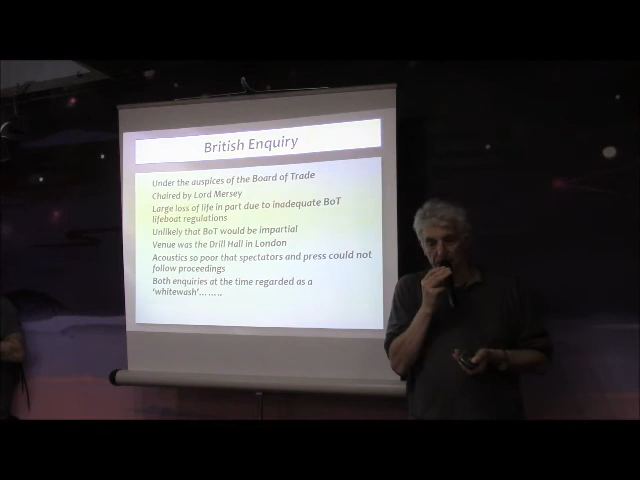 British Enquiry
Under the auspices of the Board of Trade
Chaired by Lord Mersey
Large loss of life in part due to inadequate BoT
lifeboat regulations
Unlikely that BoT would be impartial
Venue was the Drill Hall in London
Acoustics so poor that spectators and press could not
follow proceedings
Both enquiries at the time regarded as a
'whitewash'........